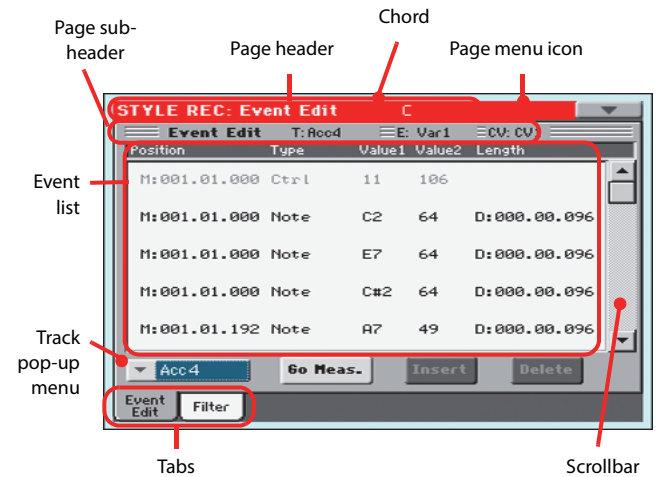 Chord
Page sub-
header
Page header
Page menu icon
STYLE REC: Event Edit C
Event Edit T: Acc4 E: Var1 CV: CV1
Position Type Value1 Value2 Length
M:001.01.000 Ctrl 11 106
M:001.01.000 Note C2 64 D:000.00.096
M:001.01.000 Note E7 64 D:000.00.096
M:001.01.000 Note C#2 64 D:000.00.096
M:001.01.192 Note A7 49 D:000.00.096
Event
list
Track
pop-up
menu
Acc4 Go Meas. Insert Delete
Event
Edit
Filter
Tabs
Scrollbar